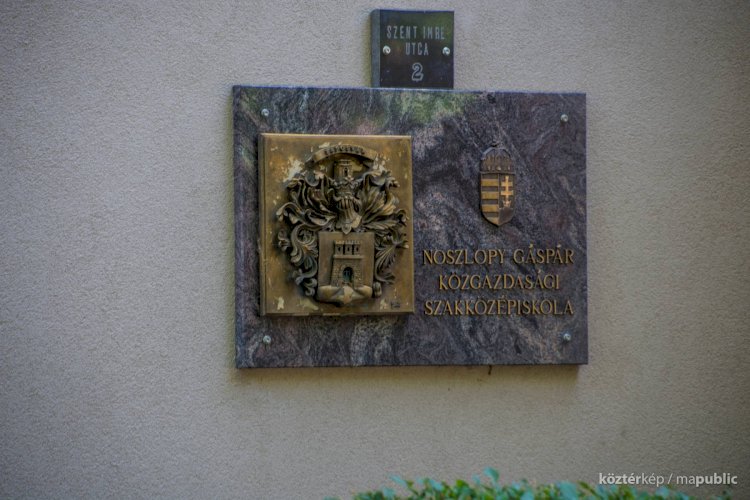 SZENT IMRE
UTCA
2
NOSZLOPY GÁSPÁR
KÖZGAZDASÁGI
SZAKKÖZÉPISKOLA
köztérkép / mapublic